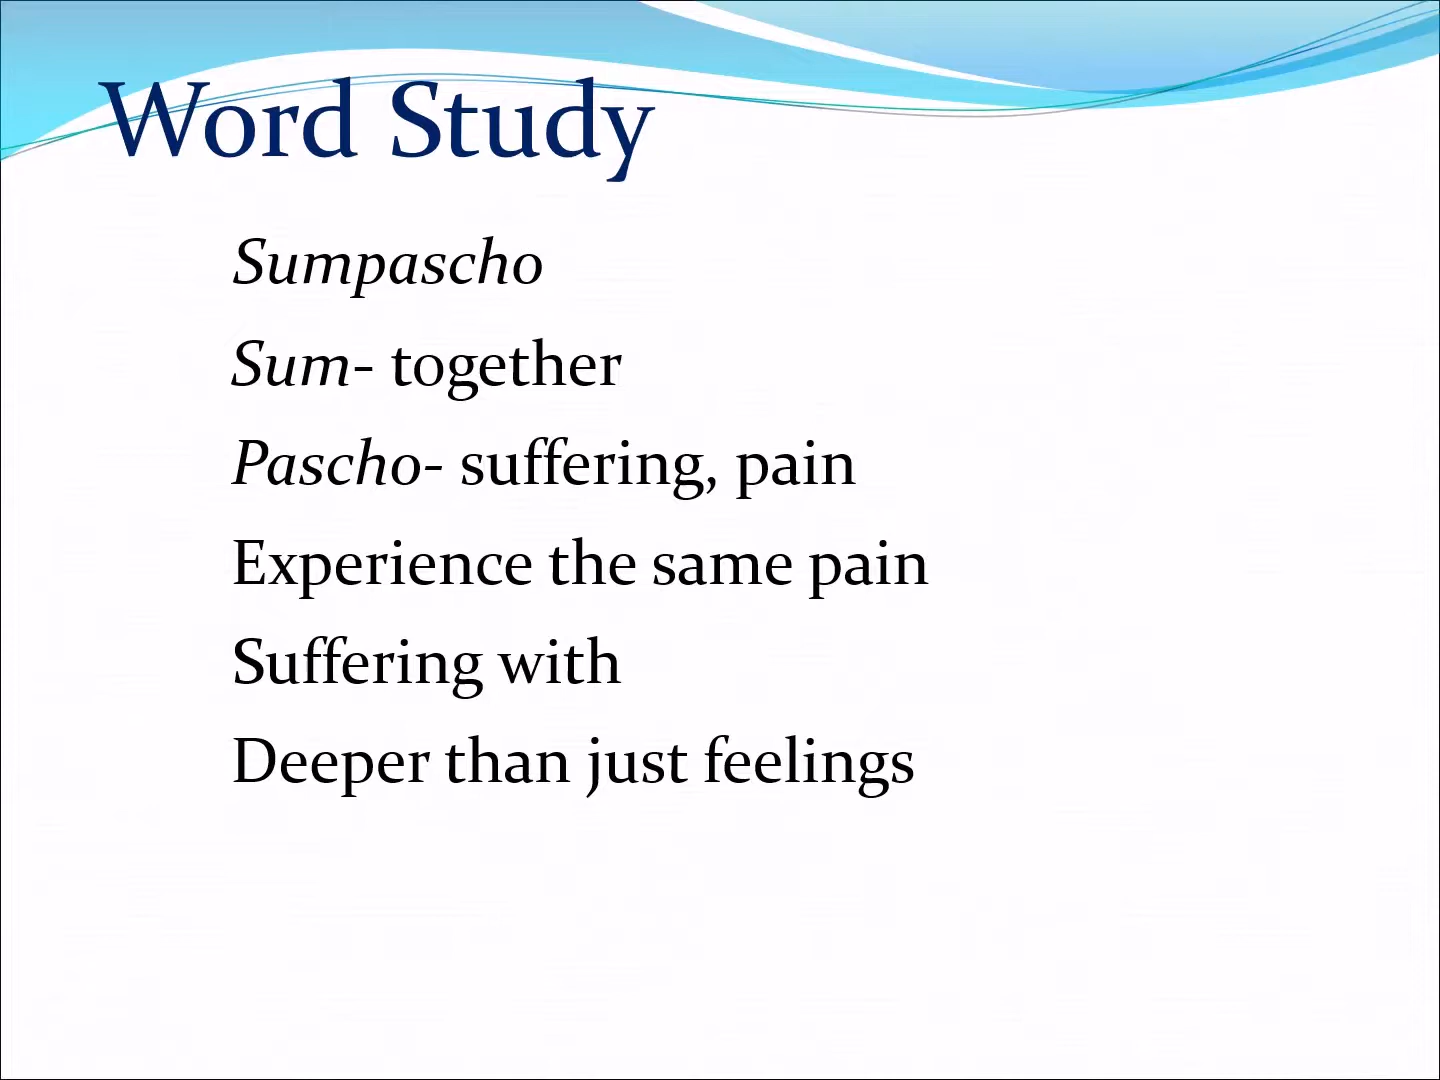 Word Study
Sumpascho
Sum- together
Pascho- suffering, pain
Experience the same pain
Suffering with
Deeper than just feelings